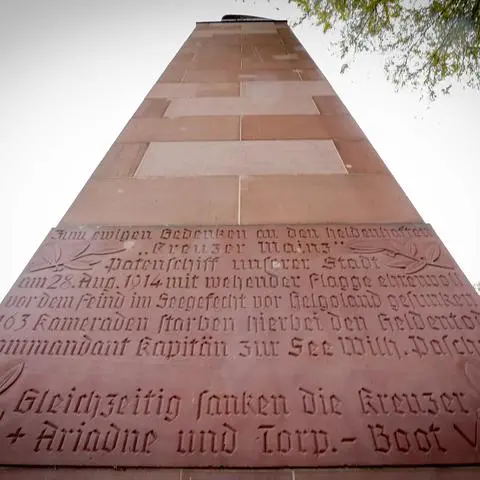 Zum ewigen Gedenken an den heldenhaften
"Kreuzer Mainz"
Patenschiff unserer Stadt
am 28. Aug. 1914 mit wehender Flagge ehrenvoll
vor dem Feind im Seegefecht vor Helgoland gesunken
163 Kameraden starben hierbei den Heldentod
ommandant Kapitän zur See Wilh. Pasch
Gleichzeitig sanken die Kreuzer
+ Ariadne und Torp.- Boot V